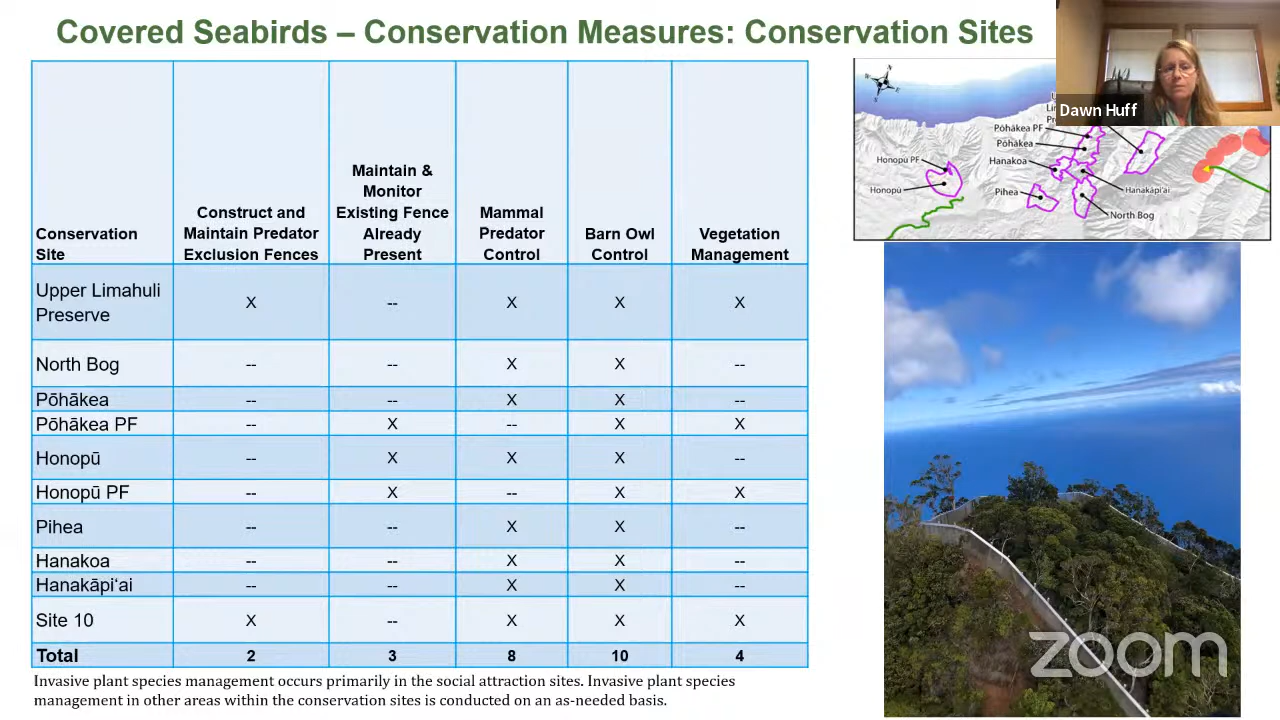 Covered Seabirds – Conservation Measures: Conservation Sites
Conservation Site
Construct and Maintain Predator Exclusion Fences
Maintain & Monitor Existing Fence Already Present
Mammal Predator Control
Barn Owl Control
Vegetation Management
Upper Limahuli Preserve X -- X X X
North Bog -- -- X X --
Pōhākea -- -- X X --
Pōhākea PF -- X -- X X
Honopū -- X X X --
Honopū PF -- X -- X X
Pihea -- -- X X --
Hanakoa -- -- X X --
Hanakāpiʻai -- -- X X --
Site 10 X -- X X X
Total 2 3 8 10 4
Invasive plant species management occurs primarily in the social attraction sites. Invasive plant species
management in other areas within the conservation sites is conducted on an as-needed basis.
Dawn Huff
N
E
S
W
Pōhākea PF
Pōhākea
Honopū PF
Hanakoa
Honopū
Pihea
Hanakāpiʻai
North Bog
zoom